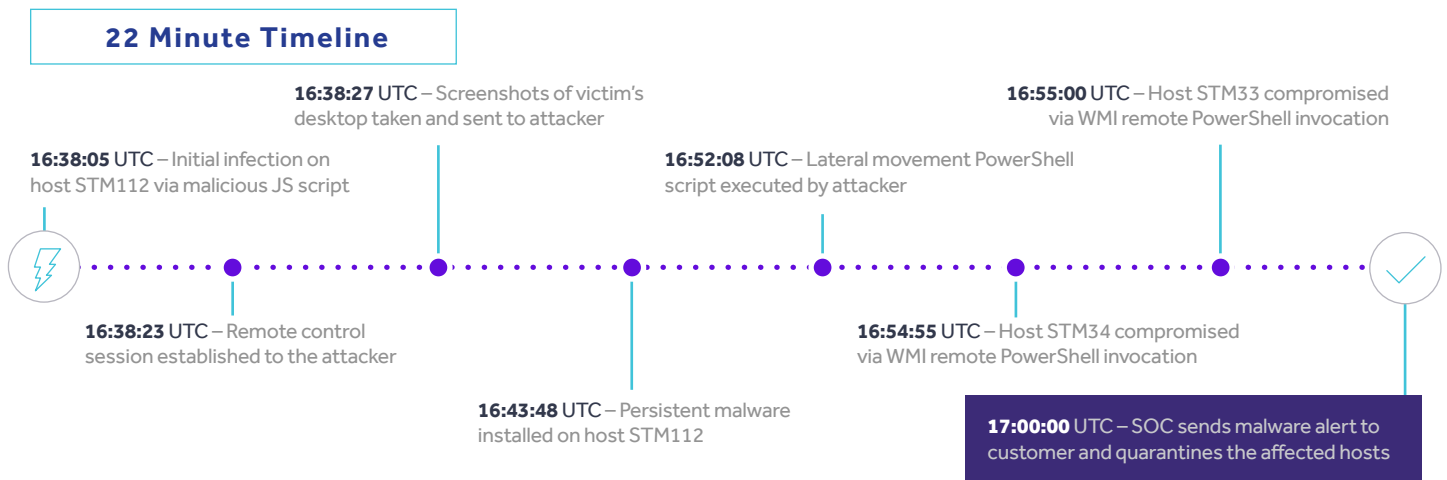 22 Minute Timeline
16:38:05 UTC – Initial infection on
host STM112 via malicious JS script
16:38:23 UTC – Remote control
session established to the attacker
16:38:27 UTC – Screenshots of victim's
desktop taken and sent to attacker
16:43:48 UTC – Persistent malware
installed on host STM112
16:52:08 UTC – Lateral movement PowerShell
script executed by attacker
16:54:55 UTC – Host STM34 compromised
via WMI remote PowerShell invocation
16:55:00 UTC – Host STM33 compromised
via WMI remote PowerShell invocation
17:00:00 UTC – SOC sends malware alert to
customer and quarantines the affected hosts